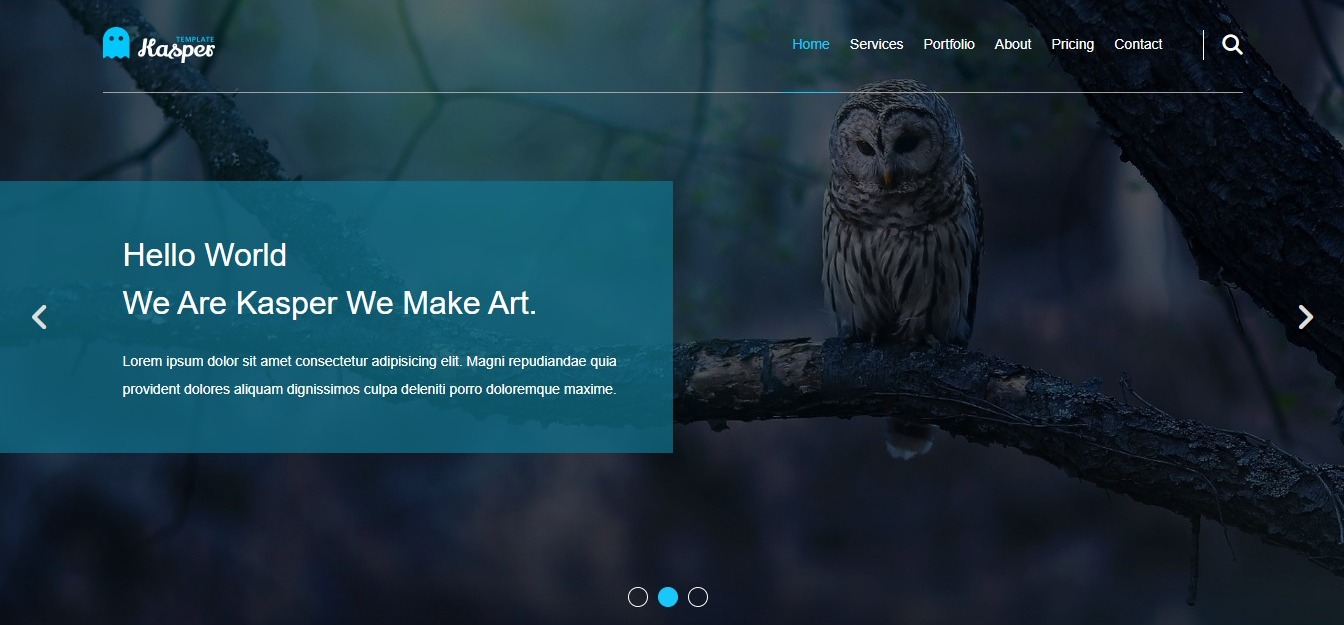 TEMPLATE
Kasper
Home Services Portfolio About Pricing Contact
Hello World
We Are Kasper We Make Art.
Lorem ipsum dolor sit amet consectetur adipisicing elit. Magni repudiandae quia
provident dolores aliquam dignissimos culpa deleniti porro doloremque maxime.